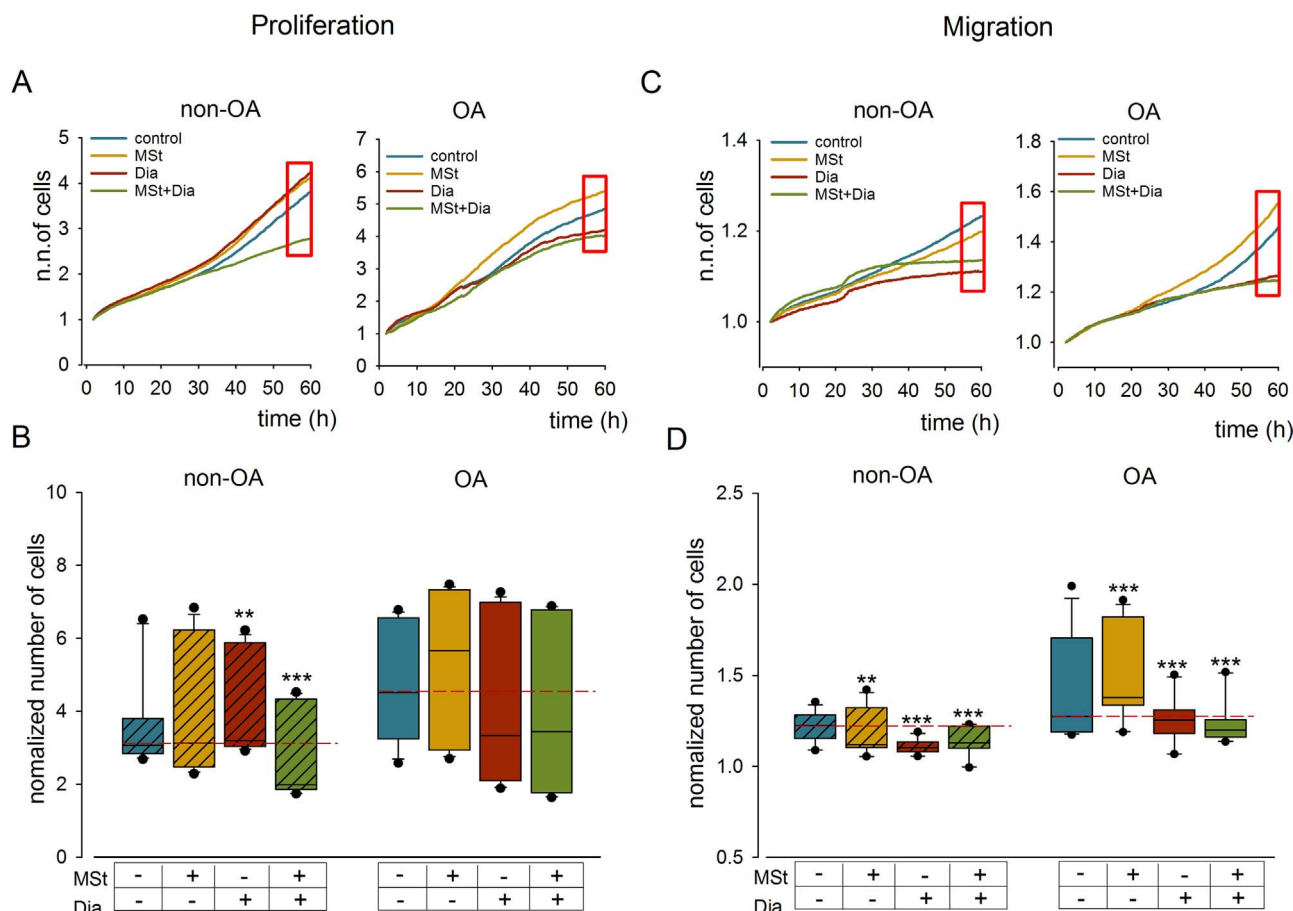 Proliferation
Migration
A
non-OA
OA
n.n.of cells
5
4
3
2
1
0
control
MSt
Dia
MSt+Dia
0 10 20 30 40 50 60
time (h)
7
6
5
4
3
2
1
0
control
MSt
Dia
MSt+Dia
0 10 20 30 40 50 60
time (h)
C
non-OA
OA
n.n.of cells
1.4
1.2
1.0
control
MSt
Dia
MSt+Dia
0 10 20 30 40 50 60
time (h)
1.8
1.6
1.4
1.2
1.0
control
MSt
Dia
MSt+Dia
0 10 20 30 40 50 60
time (h)
B
non-OA
OA
nomalized number of cells
10
8
6
4
2
0
**
***
MSt - + - + - + - +
Dia - - + + - - + +
D
non-OA
OA
nomalized number of cells
2.5
2.0
1.5
1.0
0.5
** *** ***
*** *** ***
MSt - + - + - + - +
Dia - - + + - - + +